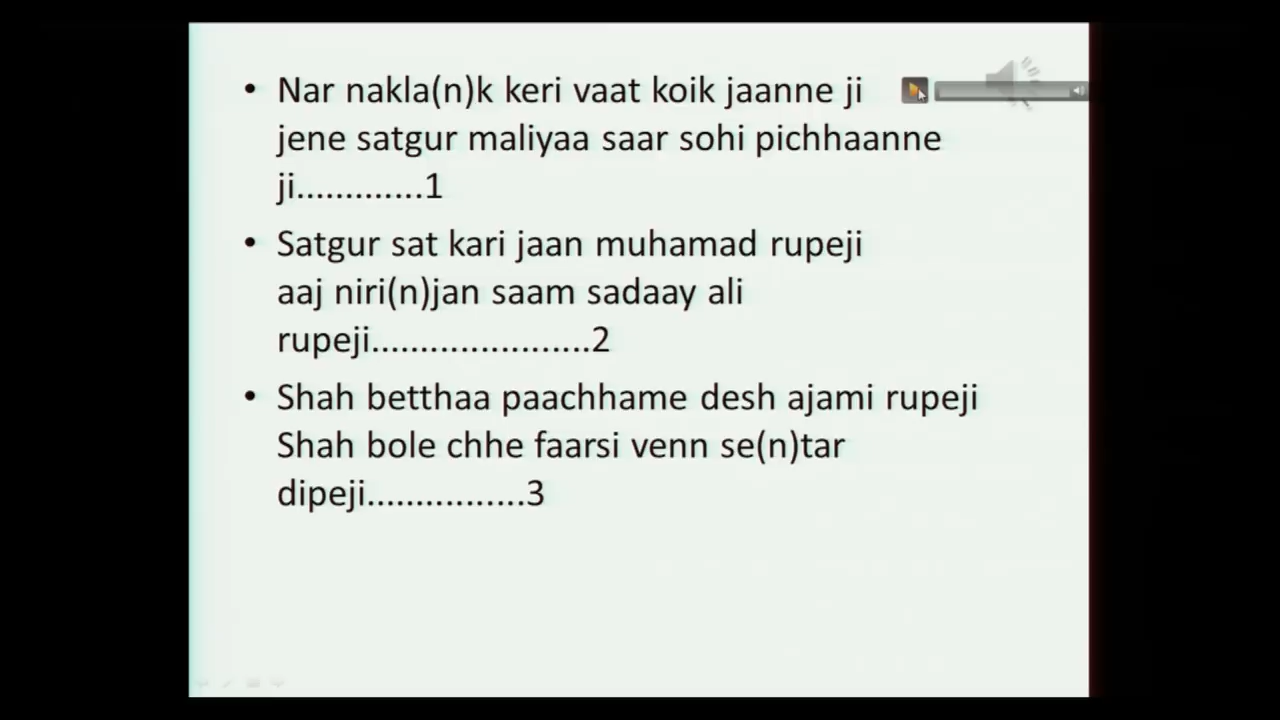 • Nar nakla(n)k keri vaat koik jaanne ji
jene satgur maliyaa saar sohi pichhaanne
ji.............1
• Satgur sat kari jaan muhamad rupeji
aaj niri(n)jan saam sadaay ali
rupeji......................2
• Shah betthaa paachhame desh ajami rupeji
Shah bole chhe faarsi venn se(n)tar
dipeji................3